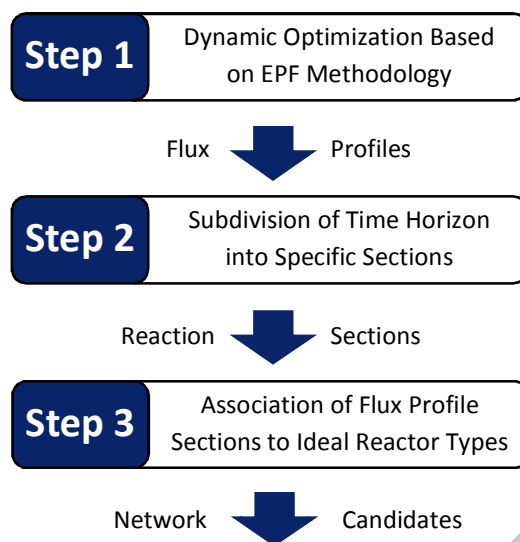 Step 1
Dynamic Optimization Based
on EPF Methodology
Flux Profiles
Step 2
Subdivision of Time Horizon
into Specific Sections
Reaction Sections
Step 3
Association of Flux Profile
Sections to Ideal Reactor Types
Network Candidates